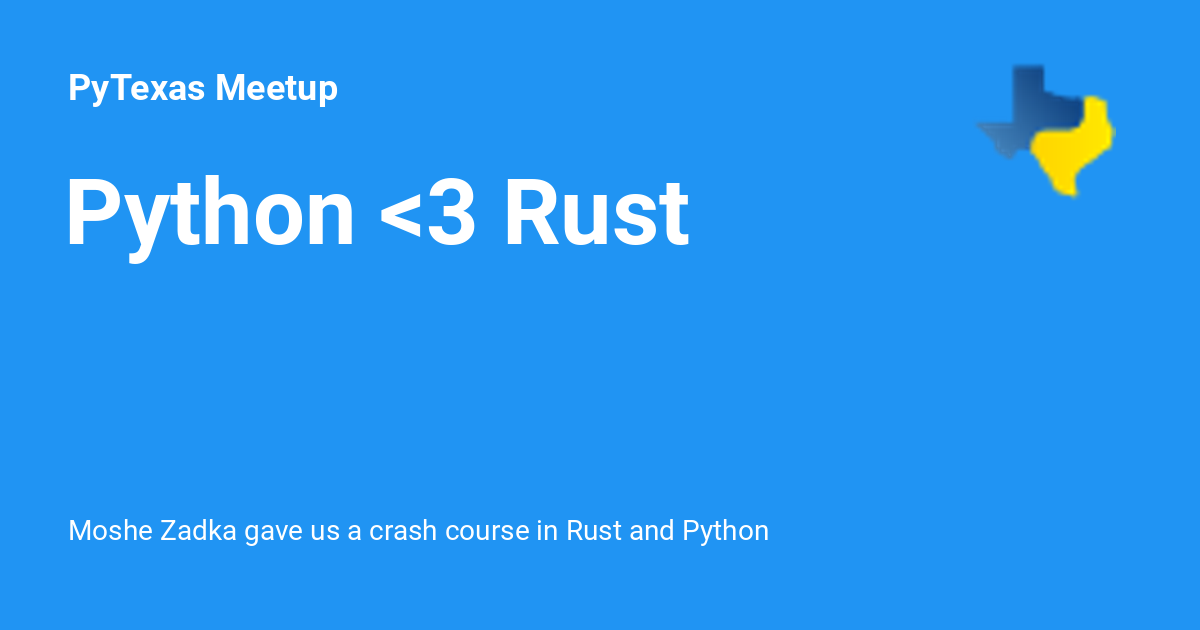 PyTexas Meetup
Python <3 Rust
Moshe Zadka gave us a crash course in Rust and Python